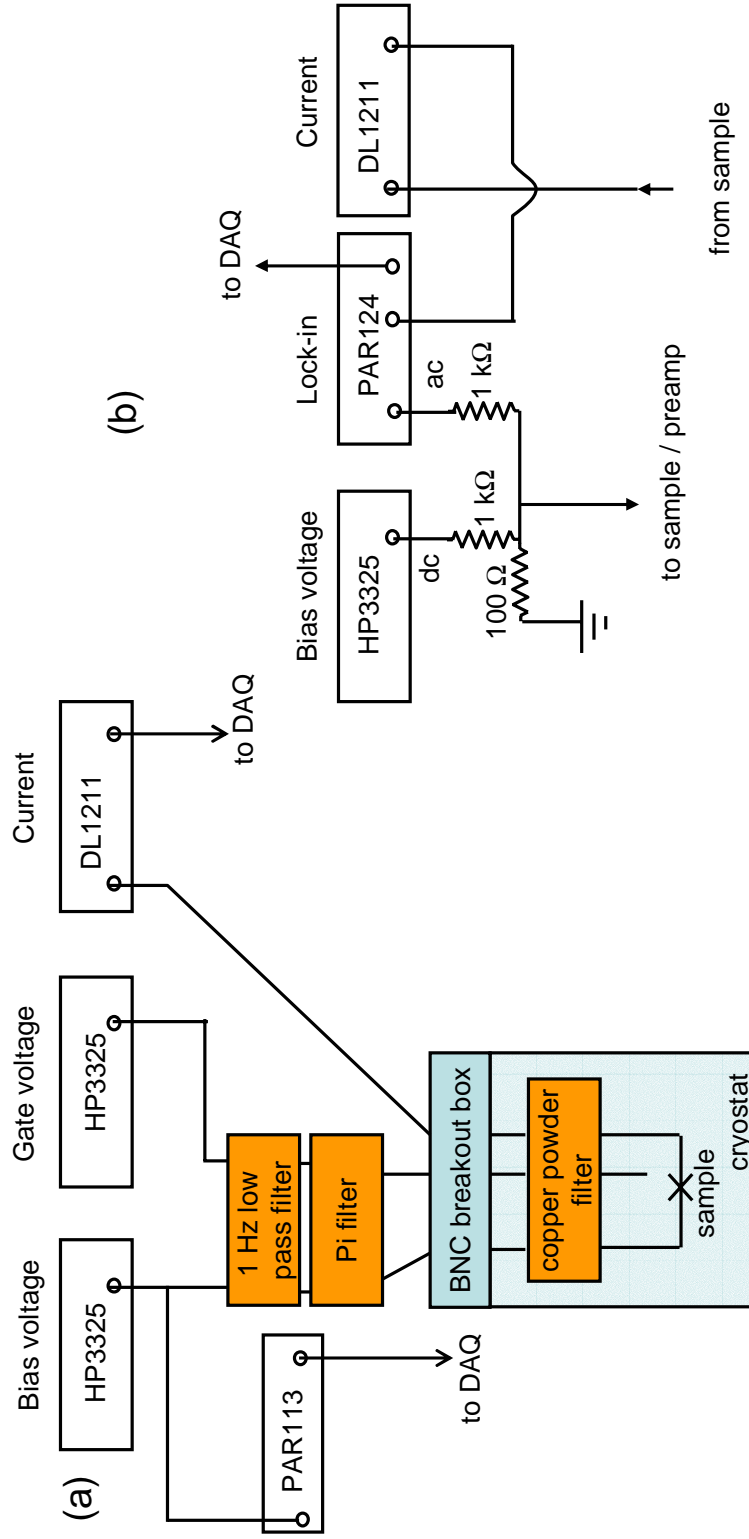 (a)
Bias voltage
HP3325
Gate voltage
HP3325
Current
DL1211
to DAQ
PAR113
to DAQ
1 Hz low
pass filter
Pi filter
BNC breakout box
copper powder
filter
sample
cryostat
(b)
Bias voltage
HP3325
dc
1 kΩ
100 Ω
Lock-in
PAR124
ac
1 kΩ
to DAQ
Current
DL1211
to sample / preamp
from sample